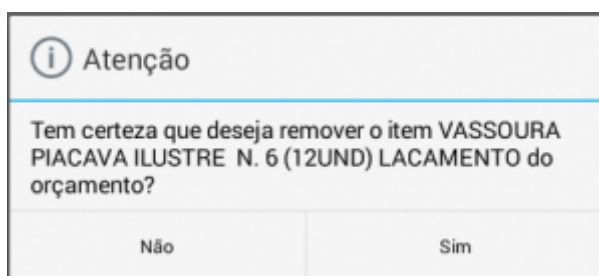 Atenção
Tem certeza que deseja remover o item VASSOURA
PIACAVA ILUSTRE  N. 6 (12UND) LACAMENTO do
orçamento?
Não
Sim